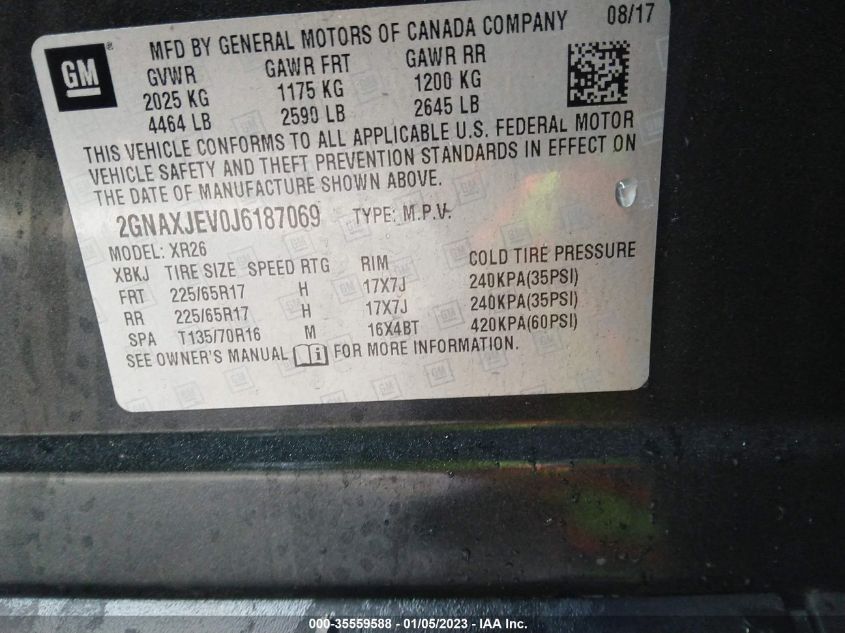 08/17
GM
MFD BY GENERAL MOTORS OF CANADA COMPANY
GVWR GAWR FRT GAWR RR
2025 KG 1175 KG 1200 KG
4464 LB 2590 LB 2645 LB
THIS VEHICLE CONFORMS TO ALL APPLICABLE U.S. FEDERAL MOTOR
VEHICLE SAFETY AND THEFT PREVENTION STANDARDS IN EFFECT ON
THE DATE OF MANUFACTURE SHOWN ABOVE.
2GNAXJEV0J6187069 TYPE: M.P.V.
MODEL: XR26
XBKJ TIRE SIZE SPEED RTG RIM COLD TIRE PRESSURE
FRT 225/65R17 H 17X7J 240KPA(35PSI)
RR 225/65R17 H 17X7J 240KPA(35PSI)
SPA T135/70R16 M 16X4BT 420KPA(60PSI)
SEE OWNER'S MANUAL FOR MORE INFORMATION.
000-35559588 - 01/05/2023 - IAA Inc.